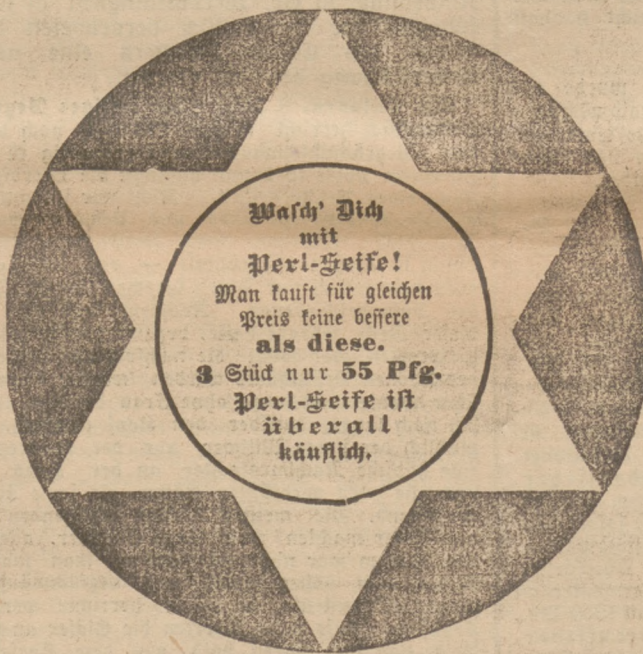 Wasch' Dich
mit
Perl-Seife!
Man kauft für gleichen
Preis keine bessere
als diese.
3 Stück nur 55 Pfg.
Perl-Seife ist
überall
käuflich.